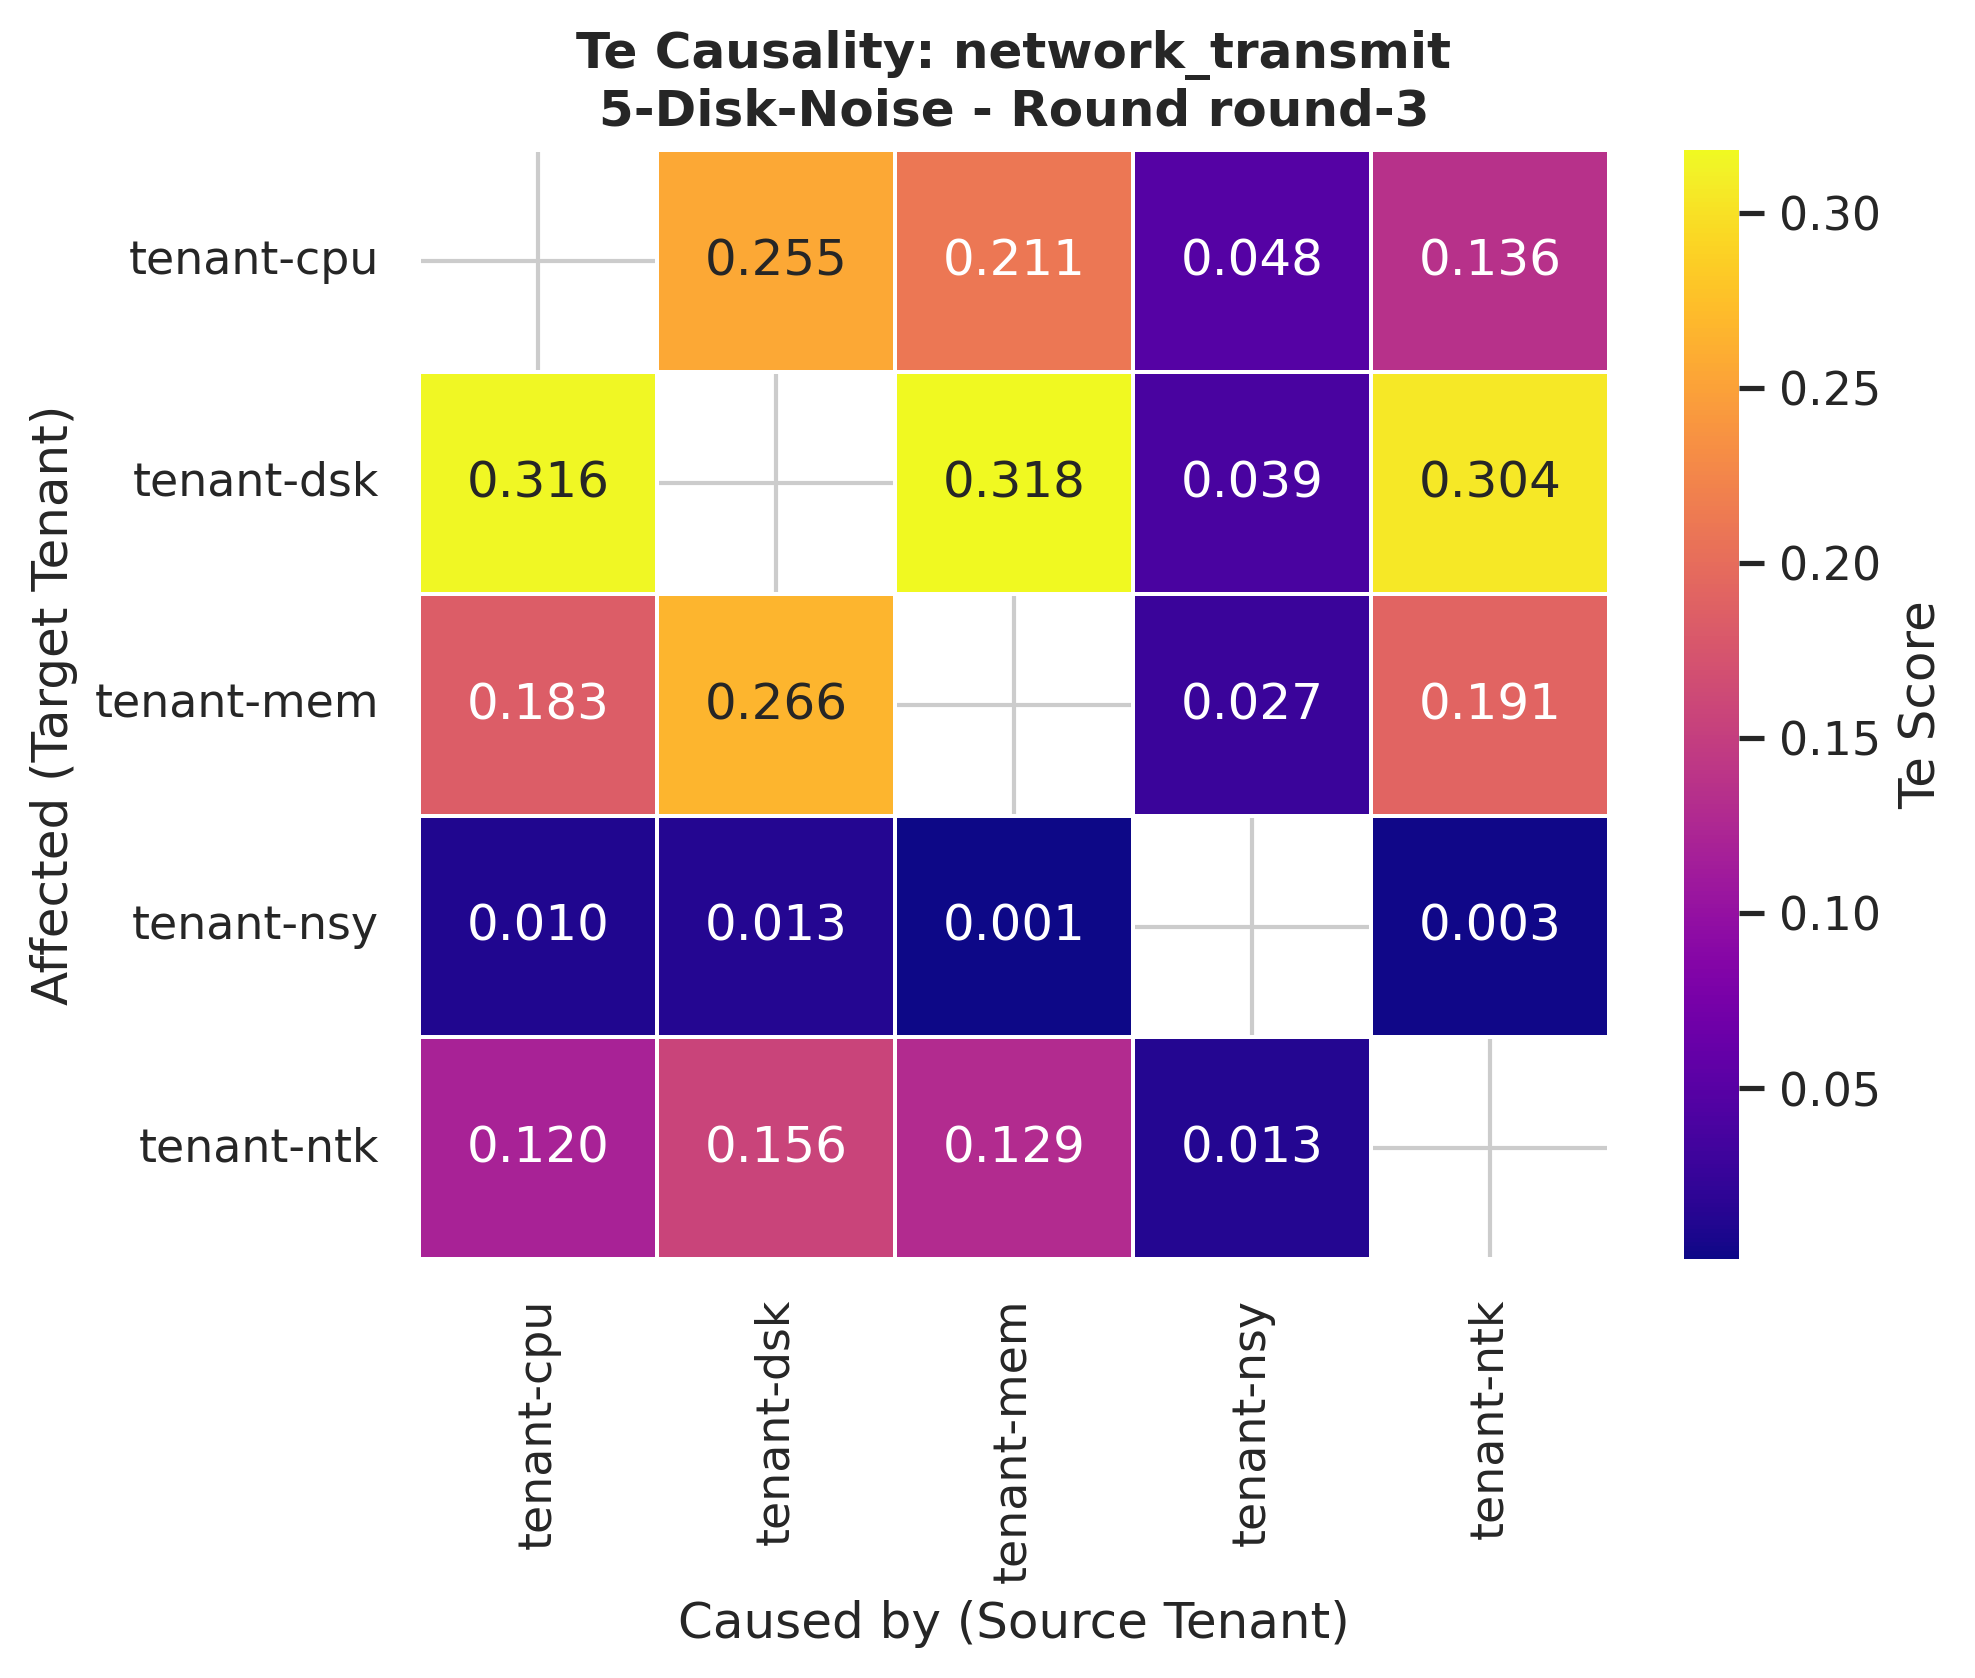 Te Causality: network_transmit
5-Disk-Noise - Round round-3
Affected (Target Tenant)
tenant-cpu
0.255 0.211 0.048 0.136
tenant-dsk
0.316 0.318 0.039 0.304
tenant-mem
0.183 0.266 0.027 0.191
tenant-nsy
0.010 0.013 0.001 0.003
tenant-ntk
0.120 0.156 0.129 0.013
tenant-cpu
tenant-dsk
tenant-mem
tenant-nsy
tenant-ntk
Caused by (Source Tenant)
0.30
0.25
0.20
0.15
0.10
0.05
Te Score